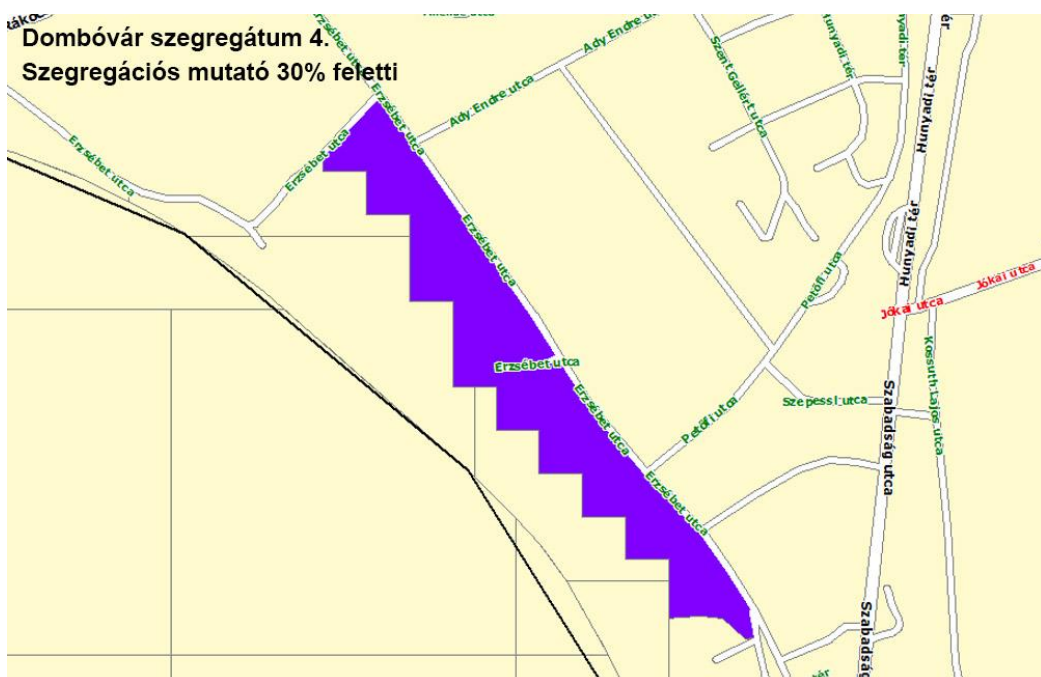 Dombóvár szegregátum 4.
Szegregációs mutató 30% feletti
Erzsébet utca
Ady Endre utca
Ady Endre utca
Szent Gellért utca
Hunyadi tér
Hunyadi tér
Hunyadi tér
Erzsébet utca
Erzsébet utca
Erzsébet utca
Erzsébet utca
Petőfi utca
Jókai utca
Jókai utca
Erzsébet utca
Kossuth Lajos utca
Erzsébet utca
Szepessi utca
Petőfi utca
Szabadság utca
Erzsébet utca
Szabadság